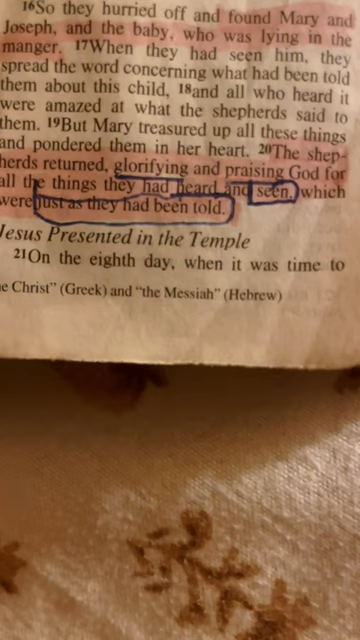 16So they hurried off and found Mary and
Joseph, and the baby, who was lying in the
manger. 17When they had seen him, they
spread the word concerning what had been told
them about this child, 18and all who heard it
were amazed at what the shepherds said to
them. 19But Mary treasured up all these things
and pondered them in her heart. 20The shep-
herds returned, glorifying and praising God for
all the things they had heard and seen, which
were just as they had been told.
Jesus Presented in the Temple
21On the eighth day, when it was time to
e Christ” (Greek) and “the Messiah” (Hebrew)